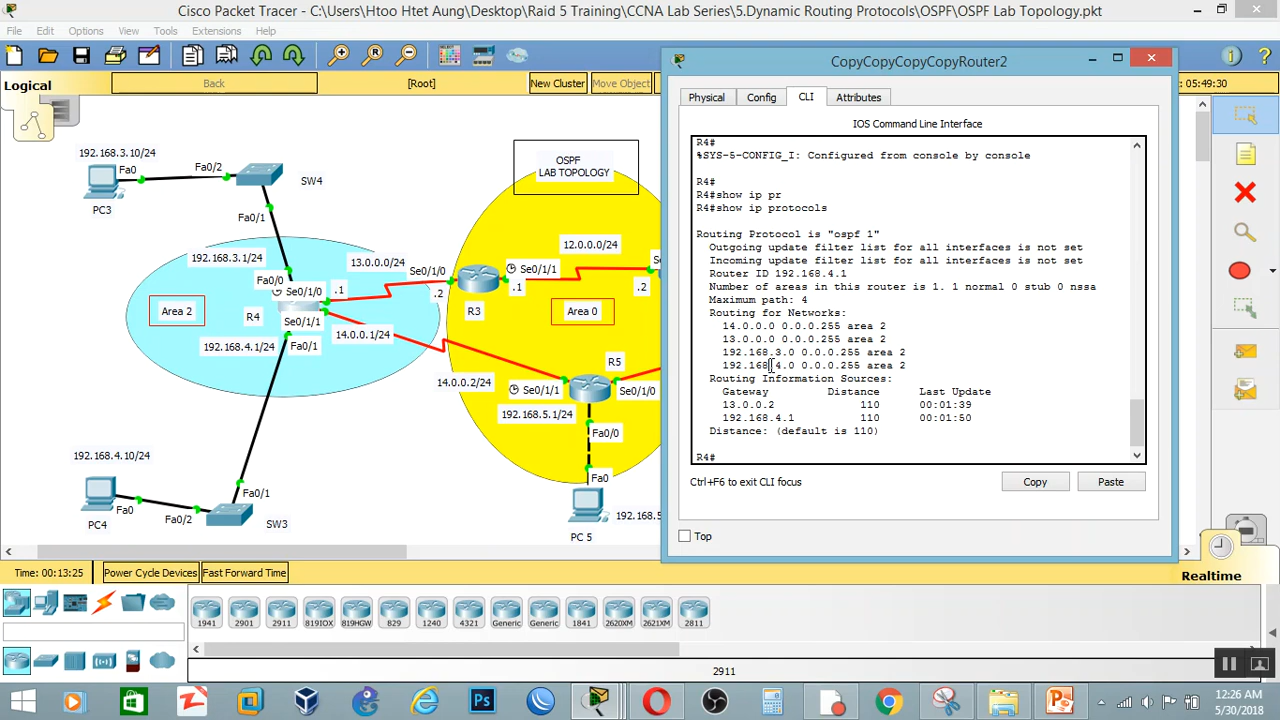 Cisco Packet Tracer - C:\Users\Htoo Htet Aung\Desktop\Raid 5 Training\CCNA Lab Series\5.Dynamic Routing Protocols\OSPF\OSPF Lab Topology.pkt
File Edit Options View Tools Extensions Help
Logical
Back
[Root]
New Cluster
Move Object
05:49:30
192.168.3.10/24
Fa0
Fa0/2
PC3
SW4
Fa0/1
192.168.3.1/24
Fa0/0
13.0.0.0/24
Se0/1/0
.1
Se0/1/0
.2
Area 2
R4
Se0/1/1
14.0.0.1/24
192.168.4.1/24
Fa0/1
OSPF
LAB TOPOLOGY
12.0.0.0/24
Se0/1/1
.1
.2
R3
Area 0
R5
14.0.0.2/24
Se0/1/1
Se0/1/0
192.168.5.1/24
Fa0/0
Fa0
PC 5
192.168.5
192.168.4.10/24
PC4
Fa0
Fa0/2
Fa0/1
SW3
CopyCopyCopyCopyRouter2
Physical
Config
CLI
Attributes
IOS Command Line Interface
R4#
%SYS-5-CONFIG_I: Configured from console by console
R4#
R4#show ip pr
R4#show ip protocols
Routing Protocol is "ospf 1"
Outgoing update filter list for all interfaces is not set
Incoming update filter list for all interfaces is not set
Router ID 192.168.4.1
Number of areas in this router is 1. 1 normal 0 stub 0 nssa
Maximum path: 4
Routing for Networks:
14.0.0.0 0.0.0.255 area 2
13.0.0.0 0.0.0.255 area 2
192.168.3.0 0.0.0.255 area 2
192.168.4.0 0.0.0.255 area 2
Routing Information Sources:
Gateway Distance Last Update
13.0.0.2 110 00:01:39
192.168.4.1 110 00:01:50
Distance: (default is 110)
R4#
Ctrl+F6 to exit CLI focus
Copy
Paste
Top
Time: 00:13:25
Power Cycle Devices
Fast Forward Time
Realtime
1941 2901 2911 819IOX 819HGW 829 1240 4321 Generic Generic 1841 2620XM 2621XM 2811
2911
12:26 AM
5/30/2018